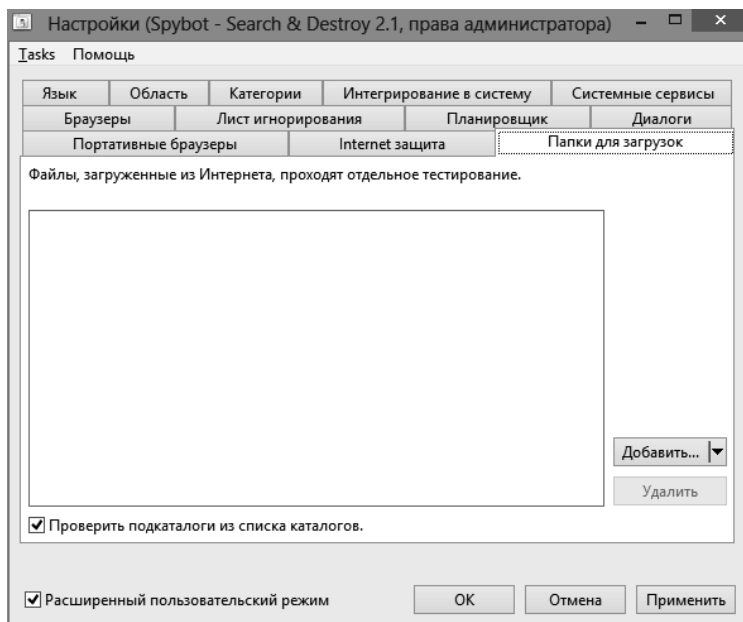 Настройки (Spybot - Search & Destroy 2.1, права администратора)
Tasks Помощь
Язык Область Категории Интегрирование в систему Системные сервисы
Браузеры Лист игнорирования Планировщик Диалоги
Портативные браузеры Internet защита Папки для загрузок
Файлы, загруженные из Интернета, проходят отдельное тестирование.
Добавить...
Удалить
Проверить подкаталоги из списка каталогов.
Расширенный пользовательский режим ОК Отмена Применить